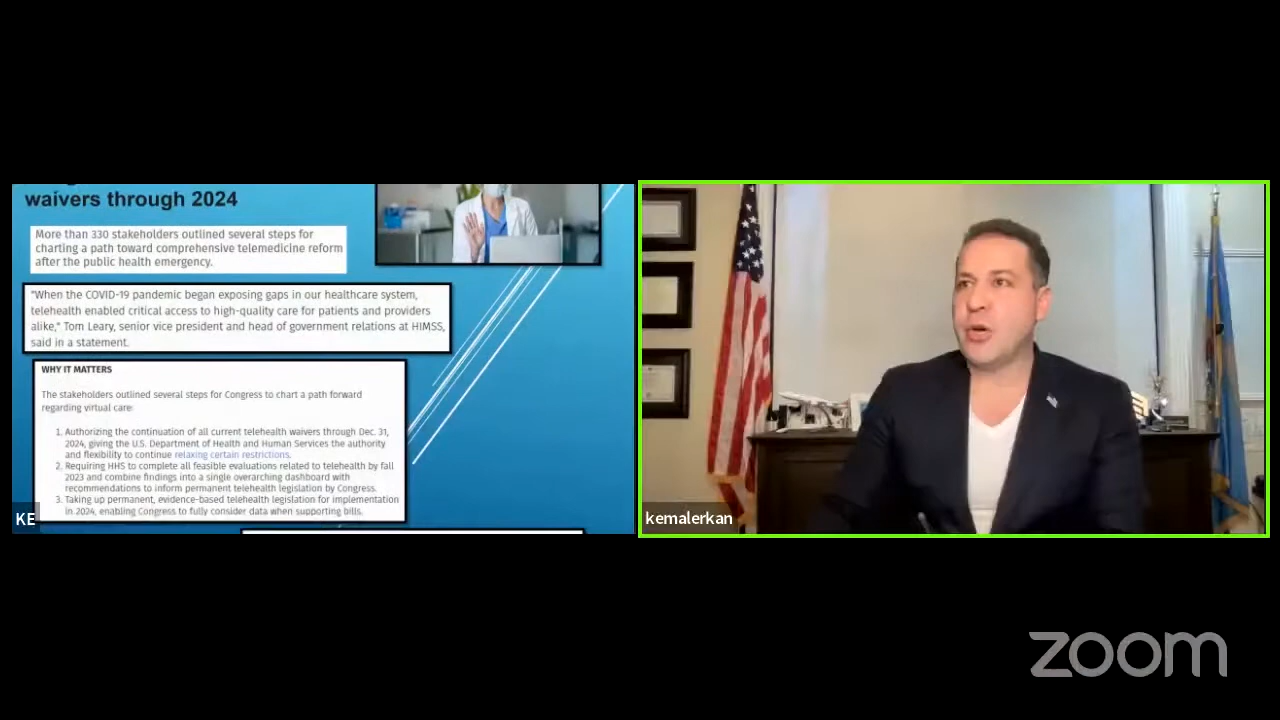 waivers through 2024
More than 330 stakeholders outlined several steps for
charting a path toward comprehensive telemedicine reform
after the public health emergency.
"When the COVID-19 pandemic began exposing gaps in our healthcare system,
telehealth enabled critical access to high-quality care for patients and providers
alike," Tom Leary, senior vice president and head of government relations at HIMSS,
said in a statement.
WHY IT MATTERS
The stakeholders outlined several steps for Congress to chart a path forward
regarding virtual care:
1. Authorizing the continuation of all current telehealth waivers through Dec. 31,
2024, giving the U.S. Department of Health and Human Services the authority
and flexibility to continue relaxing certain restrictions.
2. Requiring HHS to complete all feasible evaluations related to telehealth by fall
2023 and combine findings into a single overarching dashboard with
recommendations to inform permanent telehealth legislation by Congress.
3. Taking up permanent, evidence-based telehealth legislation for implementation
in 2024, enabling Congress to fully consider data when supporting bills.
KE
kemalerkan
zoom